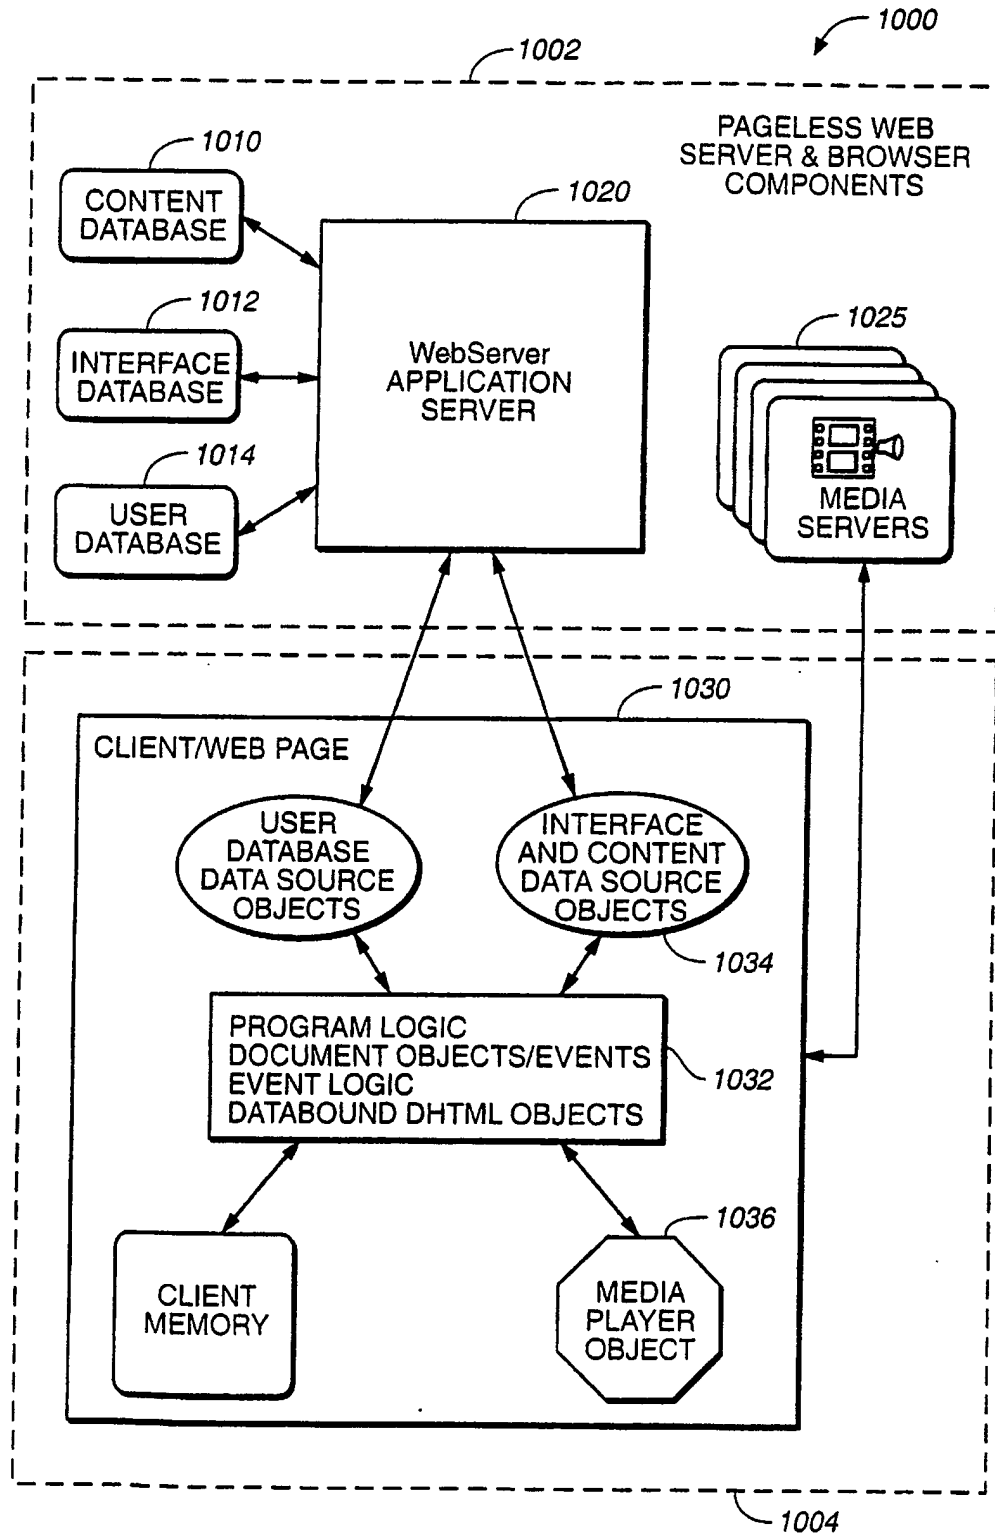 1000
1002
PAGELESS WEB
SERVER & BROWSER
COMPONENTS
1010
CONTENT
DATABASE
1020
WebServer
APPLICATION
SERVER
1012
INTERFACE
DATABASE
1025
MEDIA
SERVERS
1014
USER
DATABASE
1030
CLIENT/WEB PAGE
USER
DATABASE
DATA SOURCE
OBJECTS
INTERFACE
AND CONTENT
DATA SOURCE
OBJECTS
1034
PROGRAM LOGIC
DOCUMENT OBJECTS/EVENTS
EVENT LOGIC
DATABOUND DHTML OBJECTS
1032
CLIENT
MEMORY
1036
MEDIA
PLAYER
OBJECT
1004